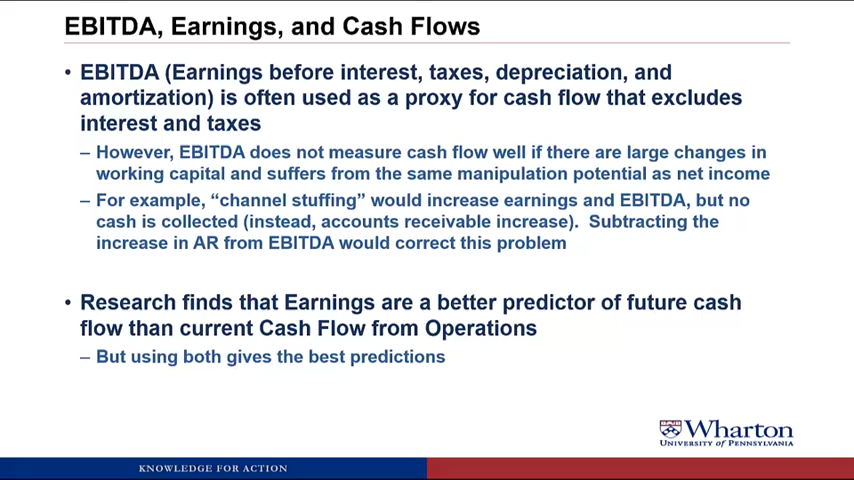 EBITDA, Earnings, and Cash Flows
• EBITDA (Earnings before interest, taxes, depreciation, and
amortization) is often used as a proxy for cash flow that excludes
interest and taxes
– However, EBITDA does not measure cash flow well if there are large changes in
working capital and suffers from the same manipulation potential as net income
– For example, “channel stuffing” would increase earnings and EBITDA, but no
cash is collected (instead, accounts receivable increase).  Subtracting the
increase in AR from EBITDA would correct this problem
• Research finds that Earnings are a better predictor of future cash
flow than current Cash Flow from Operations
– But using both gives the best predictions
Wharton
UNIVERSITY OF PENNSYLVANIA
KNOWLEDGE FOR ACTION